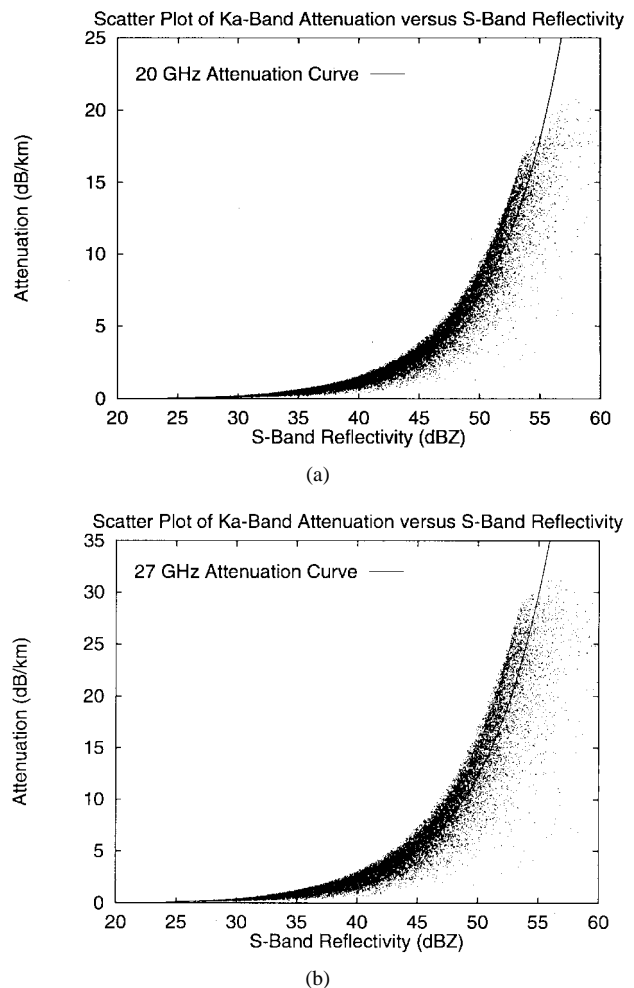 Scatter Plot of Ka-Band Attenuation versus S-Band Reflectivity
25
20 GHz Attenuation Curve
20
15
Attenuation (dB/km)
10
5
0
20 25 30 35 40 45 50 55 60
S-Band Reflectivity (dBZ)
(a)
Scatter Plot of Ka-Band Attenuation versus S-Band Reflectivity
35
27 GHz Attenuation Curve
30
25
20
Attenuation (dB/km)
15
10
5
0
20 25 30 35 40 45 50 55 60
S-Band Reflectivity (dBZ)
(b)